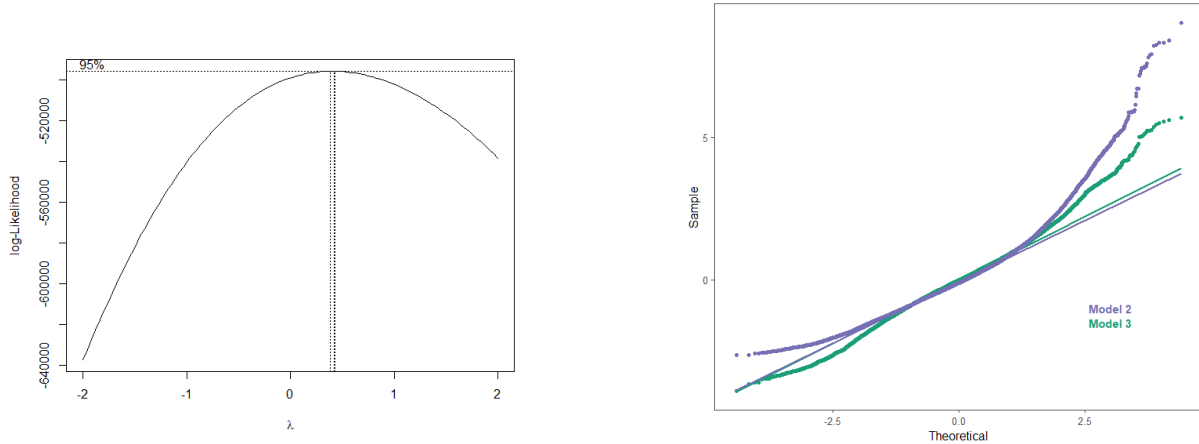 95%
log-Likelihood
-520000
-560000
-600000
-640000
-2
-1
0
1
2
λ
Sample
5
0
Model 2
Model 3
-2.5
0.0
2.5
Theoretical